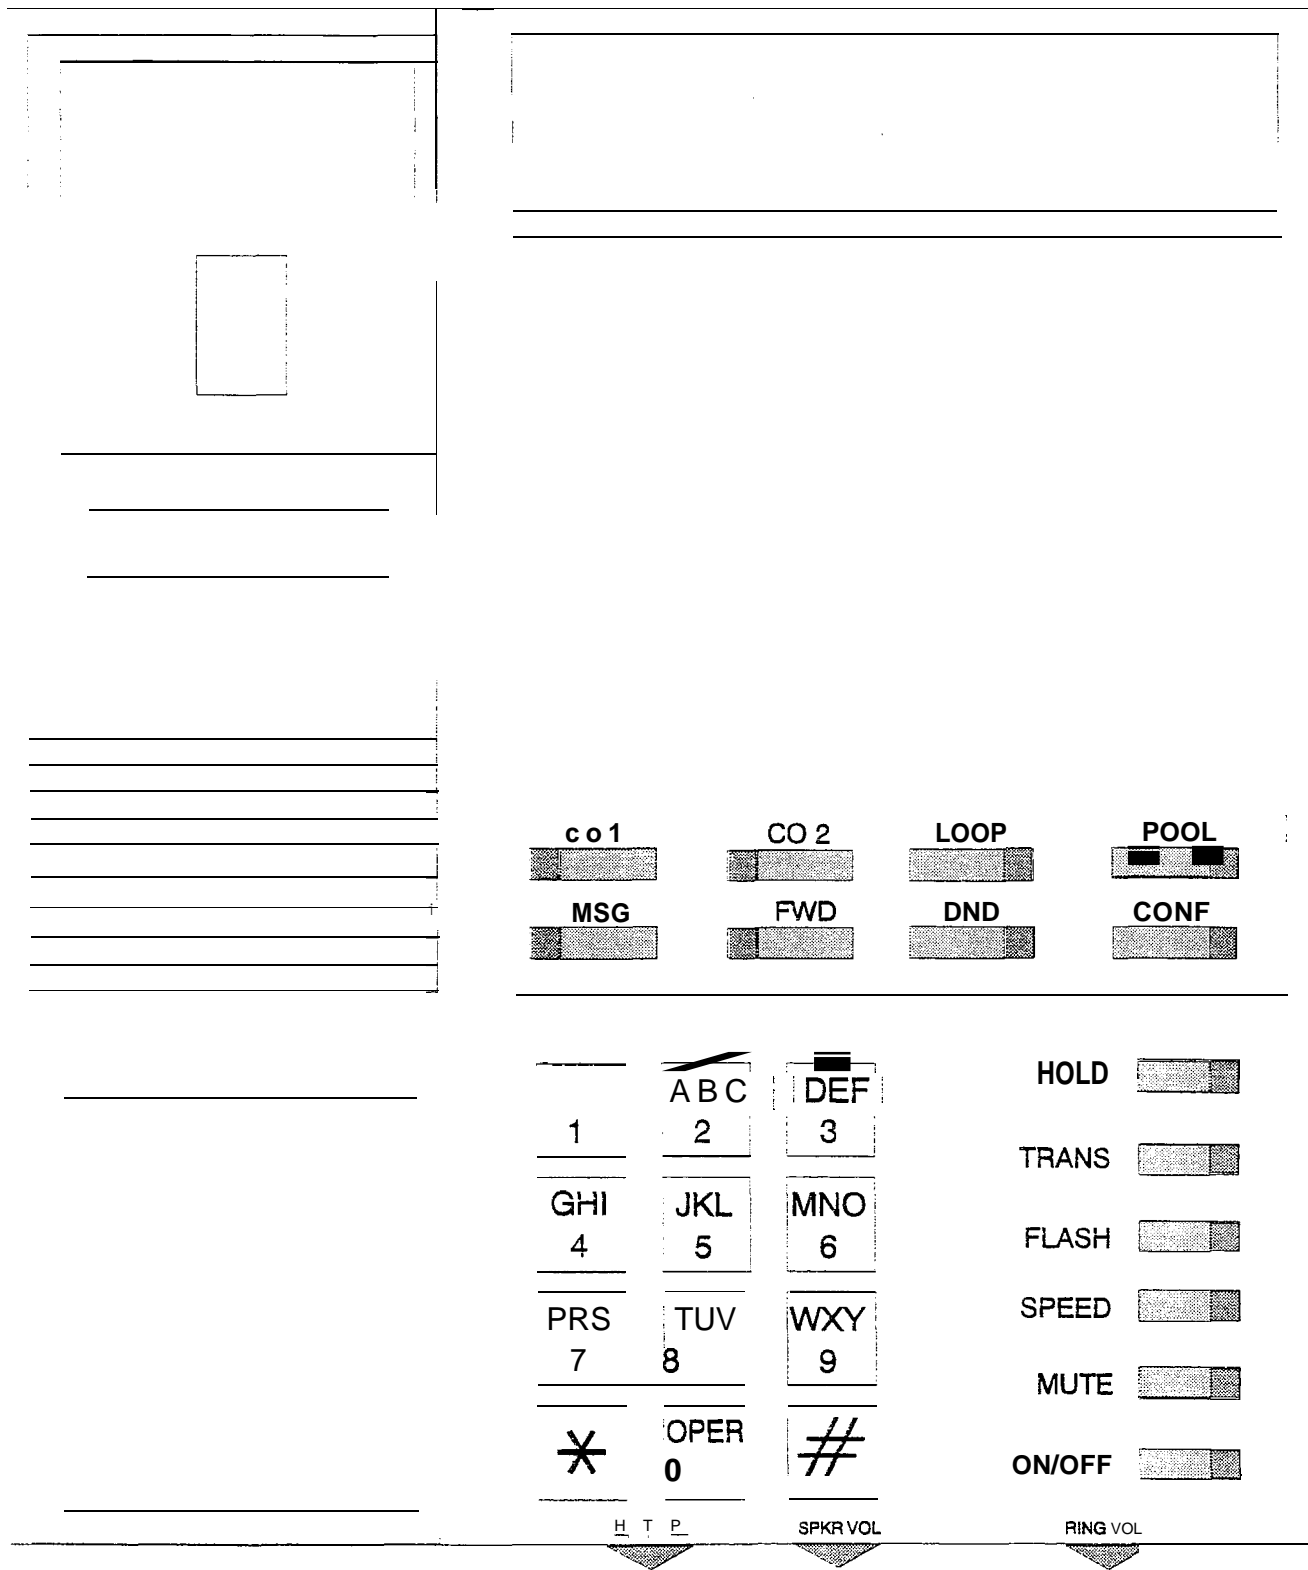 co1 CO 2 LOOP POOL
MSG FWD DND CONF
ABC DEF HOLD
1 2 3
TRANS
GHI JKL MNO
4 5 6 FLASH
PRS TUV WXY SPEED
7 8 9
MUTE
* OPER #
0 ON/OFF
H T P SPKR VOL RING VOL